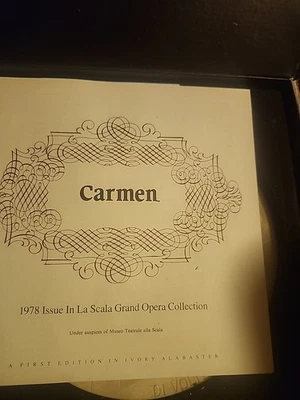 Carmen
1978 Issue In La Scala Grand Opera Collection
Under auspices of Museo Teatrale alla Scala
A FIRST EDITION IN IVORY ALABASTER